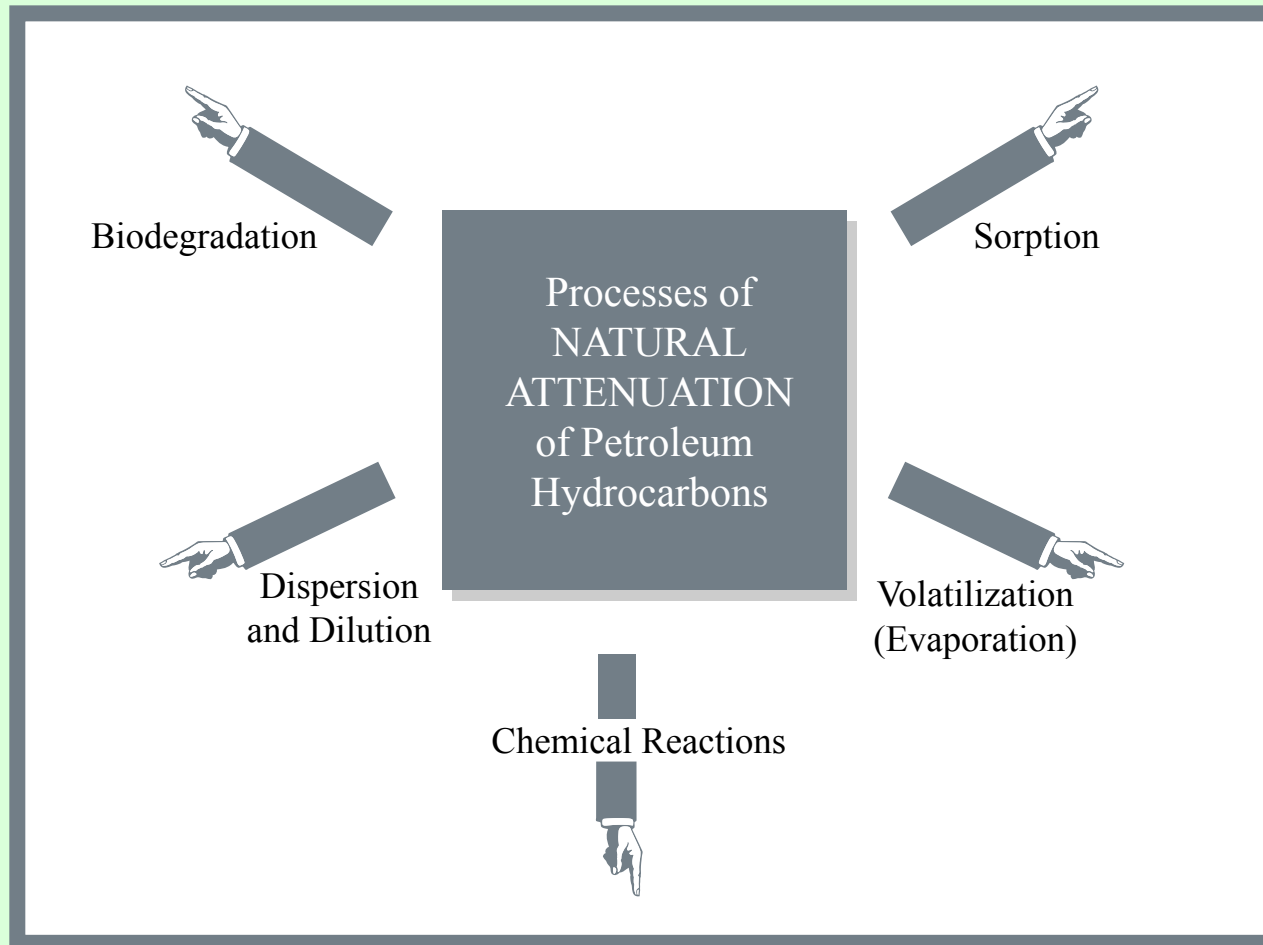 Biodegradation
Sorption
Processes of
NATURAL
ATTENUATION
of Petroleum
Hydrocarbons
Dispersion
and Dilution
Volatilization
(Evaporation)
Chemical Reactions